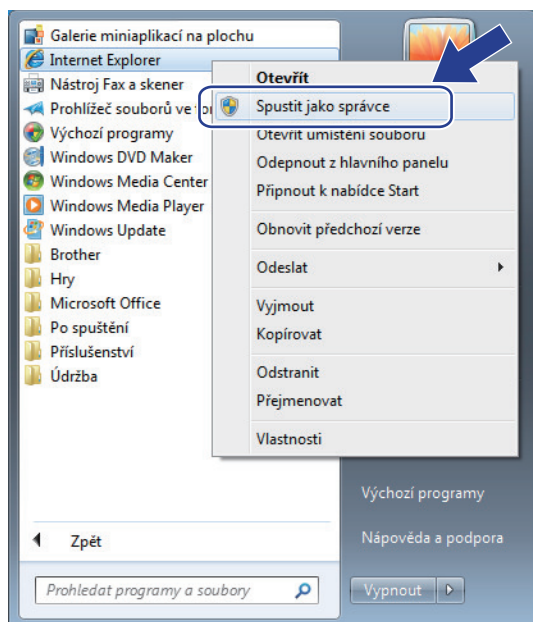 Galerie miniaplikací na plochu
Internet Explorer
Nástroj Fax a skener
Prohlížeč souborů ve
Výchozí programy
Windows DVD Maker
Windows Media Center
Windows Media Player
Windows Update
Brother
Hry
Microsoft Office
Po spuštění
Příslušenství
Údržba
Zpět
Prohledat programy a soubory
Otevřít
Spustit jako správce
Otevřít umístění souboru
Odepnout z hlavního panelu
Připnout k nabídce Start
Obnovit předchozí verze
Odeslat
Vyjmout
Kopírovat
Odstranit
Přejmenovat
Vlastnosti
Výchozí programy
Nápověda a podpora
Vypnout